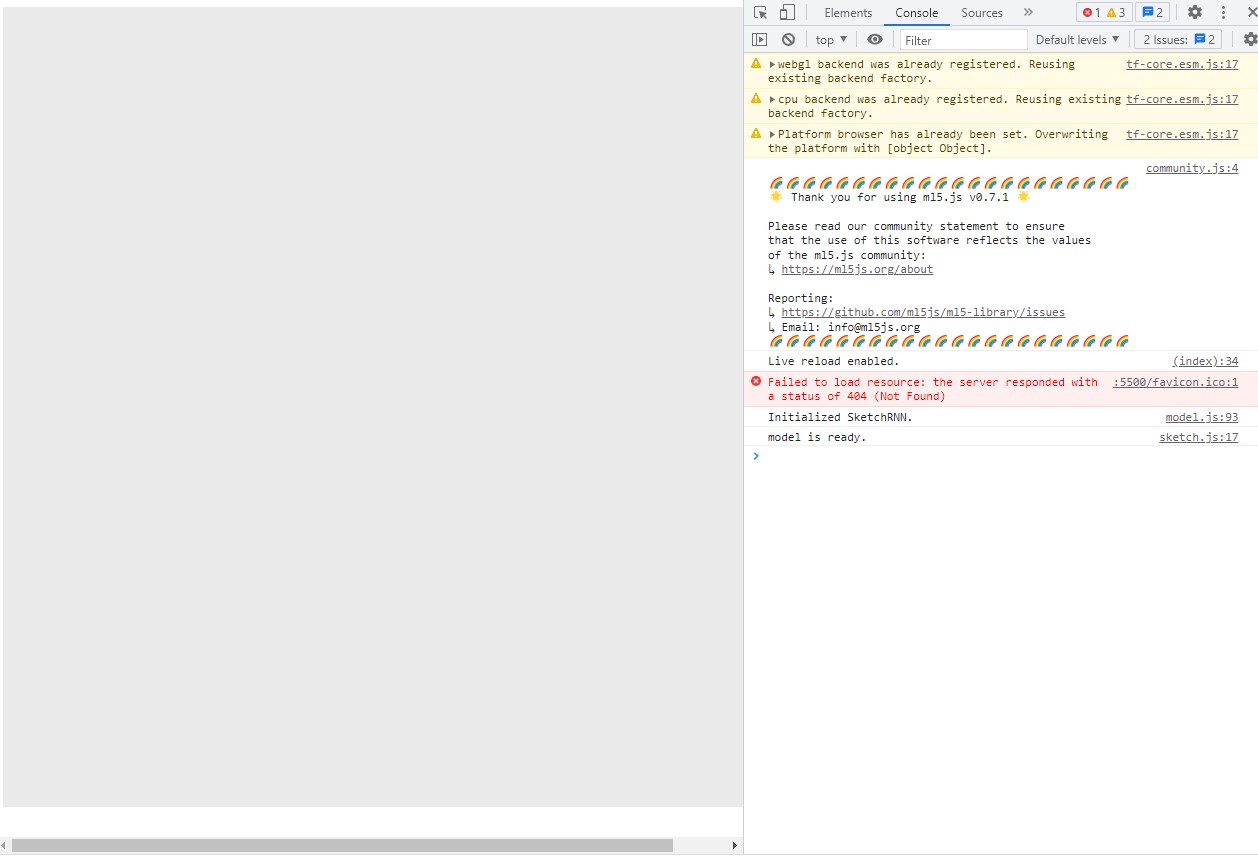 Elements Console Sources » 1 3 2
top ▼ Filter Default levels ▼ 2 Issues: 2
▶webgl backend was already registered. Reusing tf-core.esm.js:17
existing backend factory.
▶cpu backend was already registered. Reusing existing tf-core.esm.js:17
backend factory.
▶Platform browser has already been set. Overwriting tf-core.esm.js:17
the platform with [object Object].
community.js:4
🌈🌈🌈🌈🌈🌈🌈🌈🌈🌈🌈🌈🌈🌈🌈🌈🌈🌈🌈🌈🌈🌈
🌟 Thank you for using ml5.js v0.7.1 🌟
Please read our community statement to ensure
that the use of this software reflects the values
of the ml5.js community:
↳ https://ml5js.org/about
Reporting:
↳ https://github.com/ml5js/ml5-library/issues
↳ Email: info@ml5js.org
🌈🌈🌈🌈🌈🌈🌈🌈🌈🌈🌈🌈🌈🌈🌈🌈🌈🌈🌈🌈🌈🌈
Live reload enabled. (index):34
Failed to load resource: the server responded with :5500/favicon.ico:1
a status of 404 (Not Found)
Initialized SketchRNN. model.js:93
model is ready. sketch.js:17